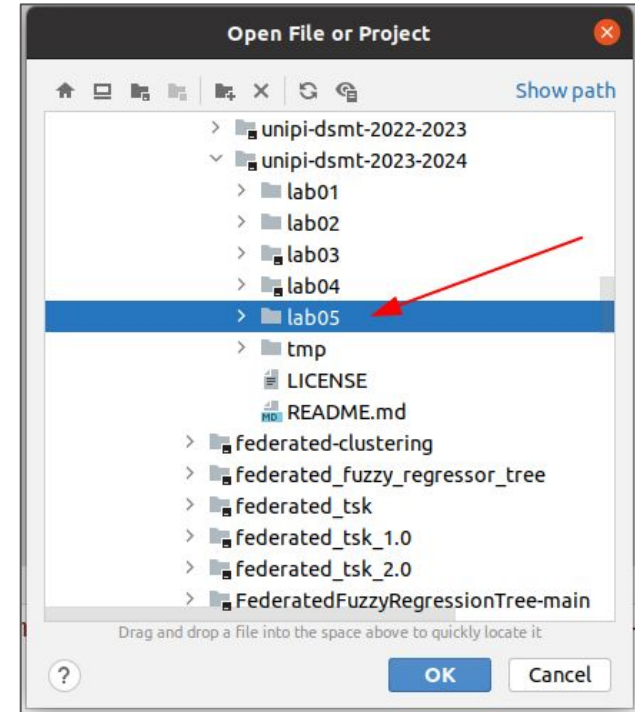 Open File or Project
Show path
unipi-dsmt-2022-2023
unipi-dsmt-2023-2024
lab01
lab02
lab03
lab04
lab05
tmp
LICENSE
MD README.md
federated-clustering
federated_fuzzy_regressor_tree
federated_tsk
federated_tsk_1.0
federated_tsk_2.0
FederatedFuzzyRegressionTree-main
Drag and drop a file into the space above to quickly locate it
? OK Cancel